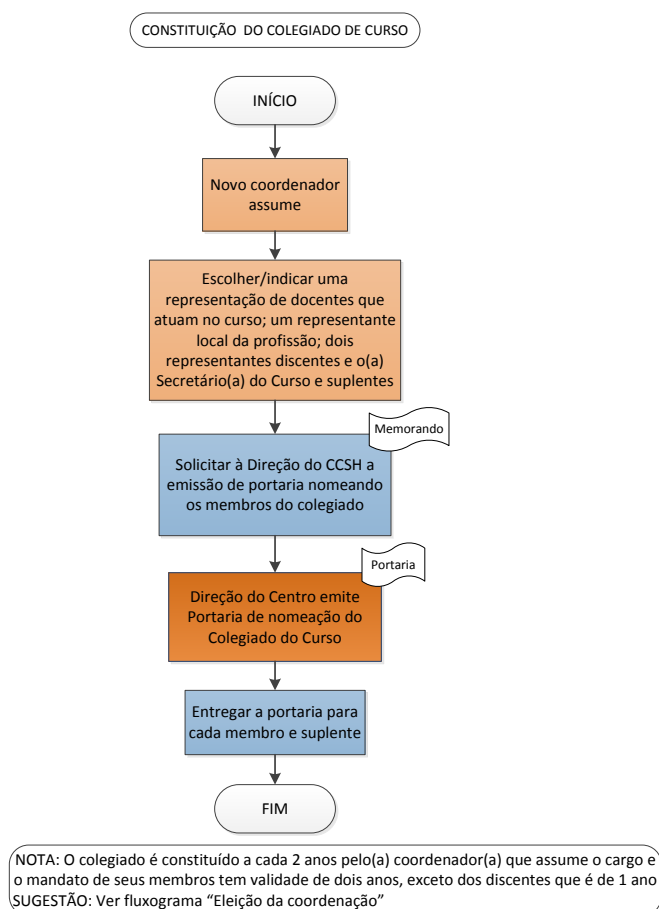 CONSTITUIÇÃO DO COLEGIADO DE CURSO
INÍCIO
Novo coordenador
assume
Escolher/indicar uma
representação de docentes que
atuam no curso; um representante
local da profissão; dois
representantes discentes e o(a)
Secretário(a) do Curso e suplentes
Memorando
Solicitar à Direção do CCSH a
emissão de portaria nomeando
os membros do colegiado
Portaria
Direção do Centro emite
Portaria de nomeação do
Colegiado do Curso
Entregar a portaria para
cada membro e suplente
FIM
NOTA: O colegiado é constituído a cada 2 anos pelo(a) coordenador(a) que assume o cargo e
o mandato de seus membros tem validade de dois anos, exceto dos discentes que é de 1 ano
SUGESTÃO: Ver fluxograma “Eleição da coordenação”